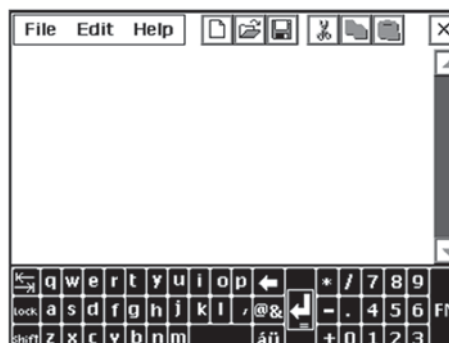 File Edit Help
q w e r t y u i o p * / 7 8 9
Lock a s d f g h j k l , @& - . 4 5 6 FN
Shift z x c v b n m áü + 0 1 2 3